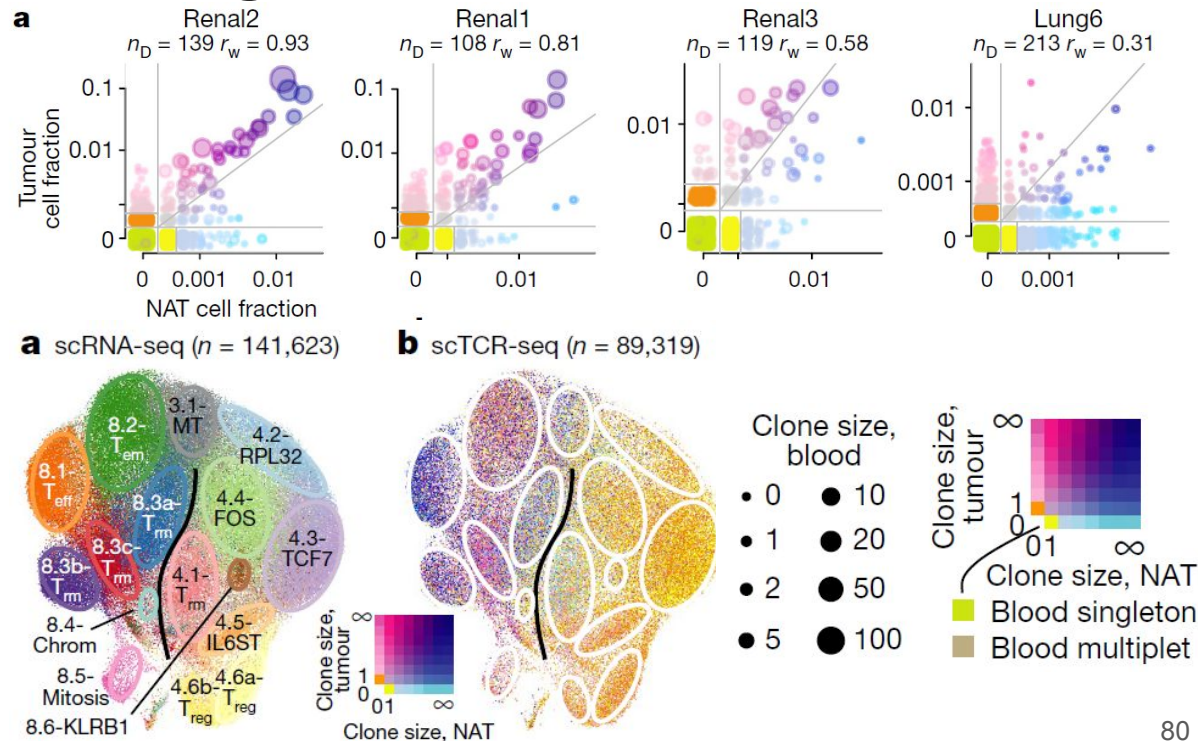 a
Renal2
n_D = 139 r_w = 0.93
Renal1
n_D = 108 r_w = 0.81
Renal3
n_D = 119 r_w = 0.58
Lung6
n_D = 213 r_w = 0.31
Tumour
cell fraction
0.1
0.01
0
0 0.001 0.01
NAT cell fraction
0.1
0.01
0
0 0.01
0.01
0
0 0.01
0.01
0.001
0
0 0.001
a scRNA-seq (n = 141,623)
3.1-
MT
8.2-
T_em
4.2-
RPL32
8.1-
T_eff
8.3a-
T_rm
4.4-
FOS
4.3-
TCF7
8.3c-
T_rm
8.3b-
T_rm
4.1-
T_rm
8.4-
Chrom
4.5-
IL6ST
8.5-
Mitosis
4.6b-
T_reg
4.6a-
T_reg
8.6-KLRB1
Clone size,
tumour
∞
1
0
01 ∞
Clone size, NAT
b scTCR-seq (n = 89,319)
Clone size,
blood
0 10
1 20
2 50
5 100
Clone size,
tumour
∞
1
0
01 ∞
Clone size, NAT
Blood singleton
Blood multiplet
80